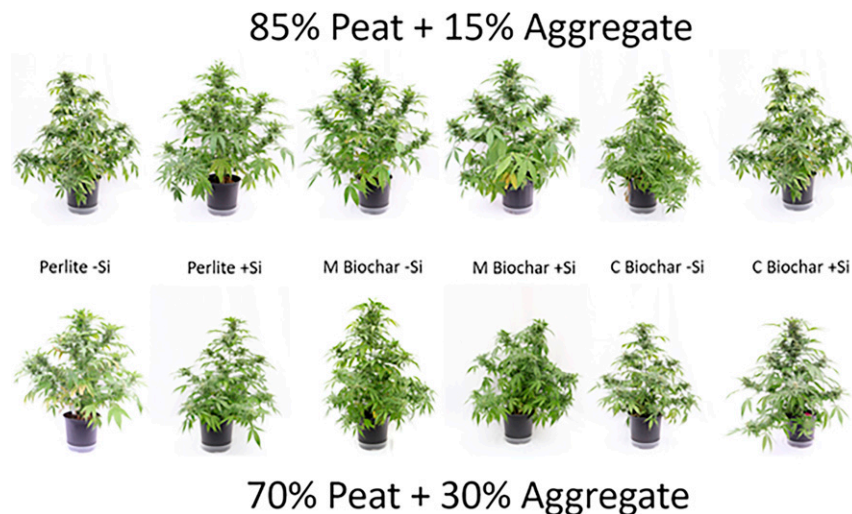 85% Peat + 15% Aggregate
Perlite -Si Perlite +Si M Biochar -Si M Biochar +Si C Biochar -Si C Biochar +Si
70% Peat + 30% Aggregate